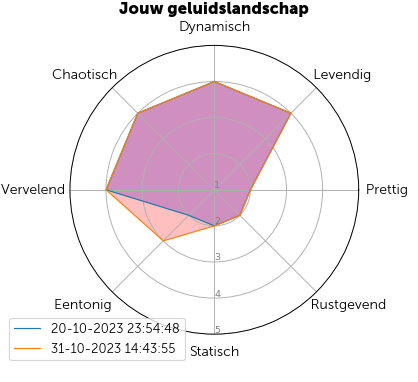 Jouw geluidslandschap
Dynamisch
Chaotisch
Levendig
Vervelend
1
Prettig
2
3
Eentonig
4
Rustgevend
5
20-10-2023 23:54:48
31-10-2023 14:43:55
Statisch